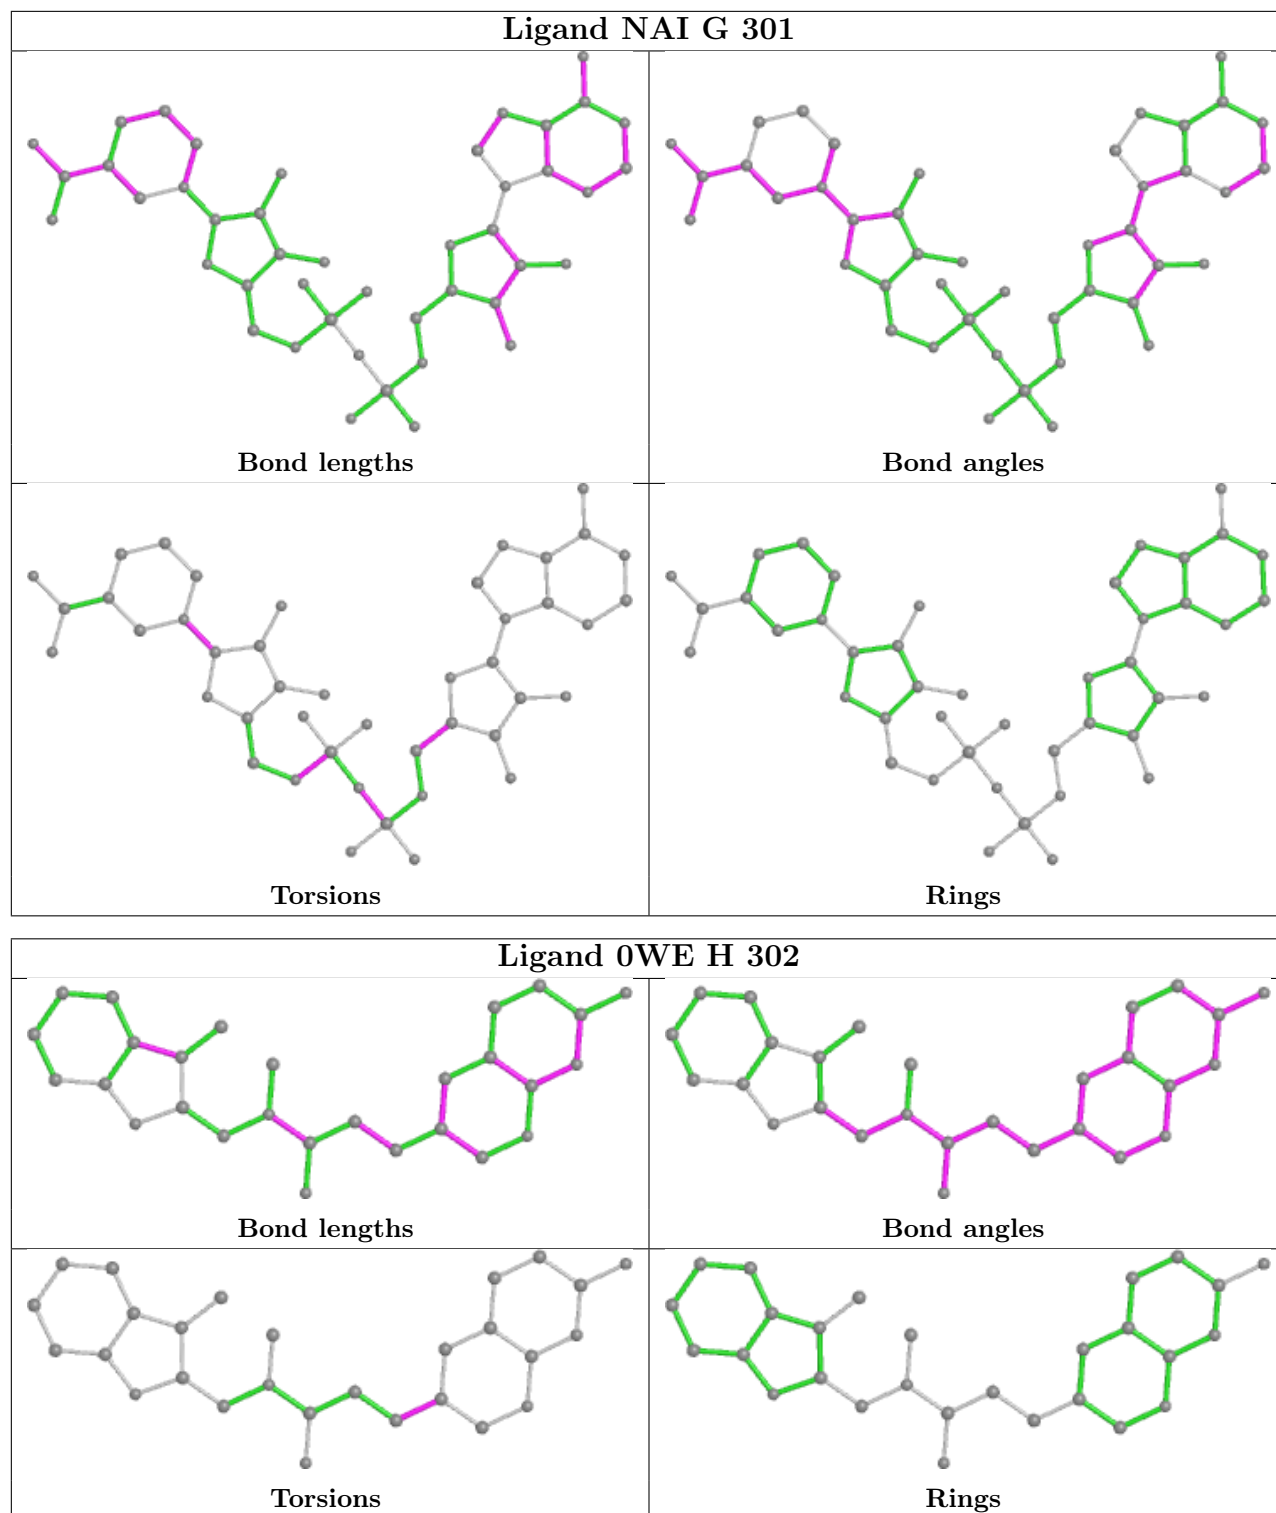 Ligand NAI G 301
Bond lengths
Bond angles
Torsions
Rings
Ligand 0WE H 302
Bond lengths
Bond angles
Torsions
Rings